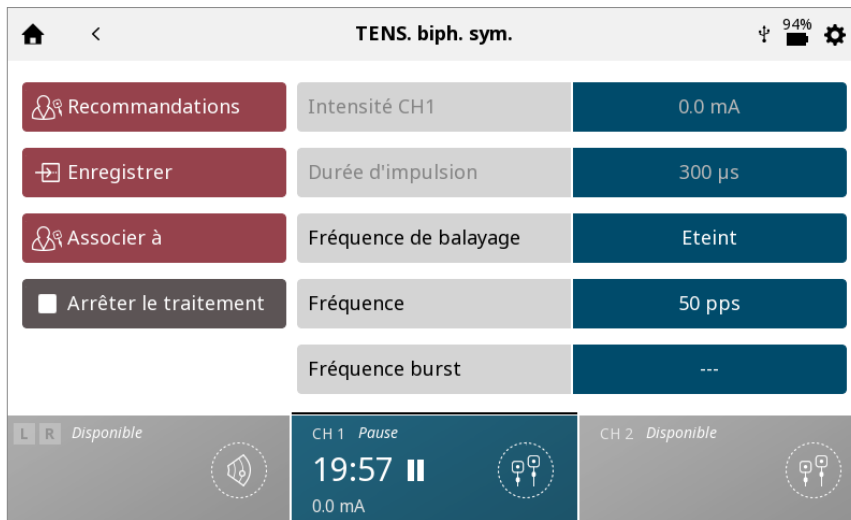 TENS. biph. sym.
94%
Recommandations
Intensité CH1
0.0 mA
Enregistrer
Durée d'impulsion
300 µs
Associer à
Fréquence de balayage
Eteint
Arrêter le traitement
Fréquence
50 pps
Fréquence burst
---
L R Disponible
CH 1 Pause
19:57
0.0 mA
CH 2 Disponible